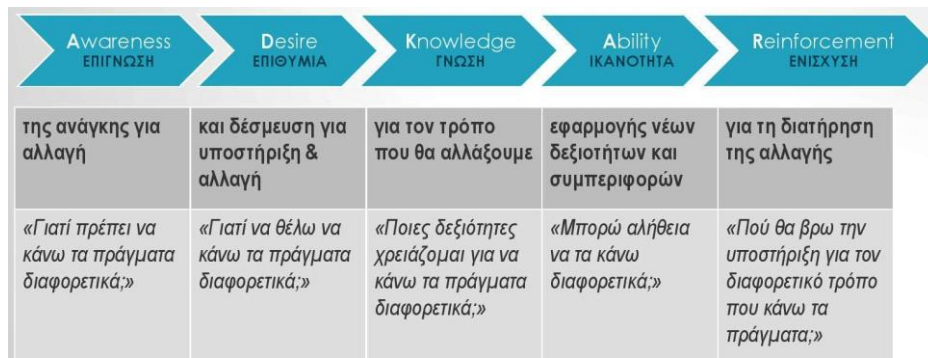 Awareness
ΕΠΙΓΝΩΣΗ
Desire
ΕΠΙΘΥΜΙΑ
Knowledge
ΓΝΩΣΗ
Ability
ΙΚΑΝΟΤΗΤΑ
Reinforcement
ΕΝΙΣΧΥΣΗ
της ανάγκης για
αλλαγή
και δέσμευση για
υποστήριξη &
αλλαγή
για τον τρόπο
που θα αλλάξουμε
εφαρμογής νέων
δεξιοτήτων και
συμπεριφορών
για τη διατήρηση
της αλλαγής
«Γιατί πρέπει να
κάνω τα πράγματα
διαφορετικά;»
«Γιατί να θέλω να
κάνω τα πράγματα
διαφορετικά;»
«Ποιες δεξιότητες
χρειάζομαι για να
κάνω τα πράγματα
διαφορετικά;»
«Μπορώ αλήθεια
να τα κάνω
διαφορετικά;»
«Πού θα βρω την
υποστήριξη για τον
διαφορετικό τρόπο
που κάνω τα
πράγματα;»